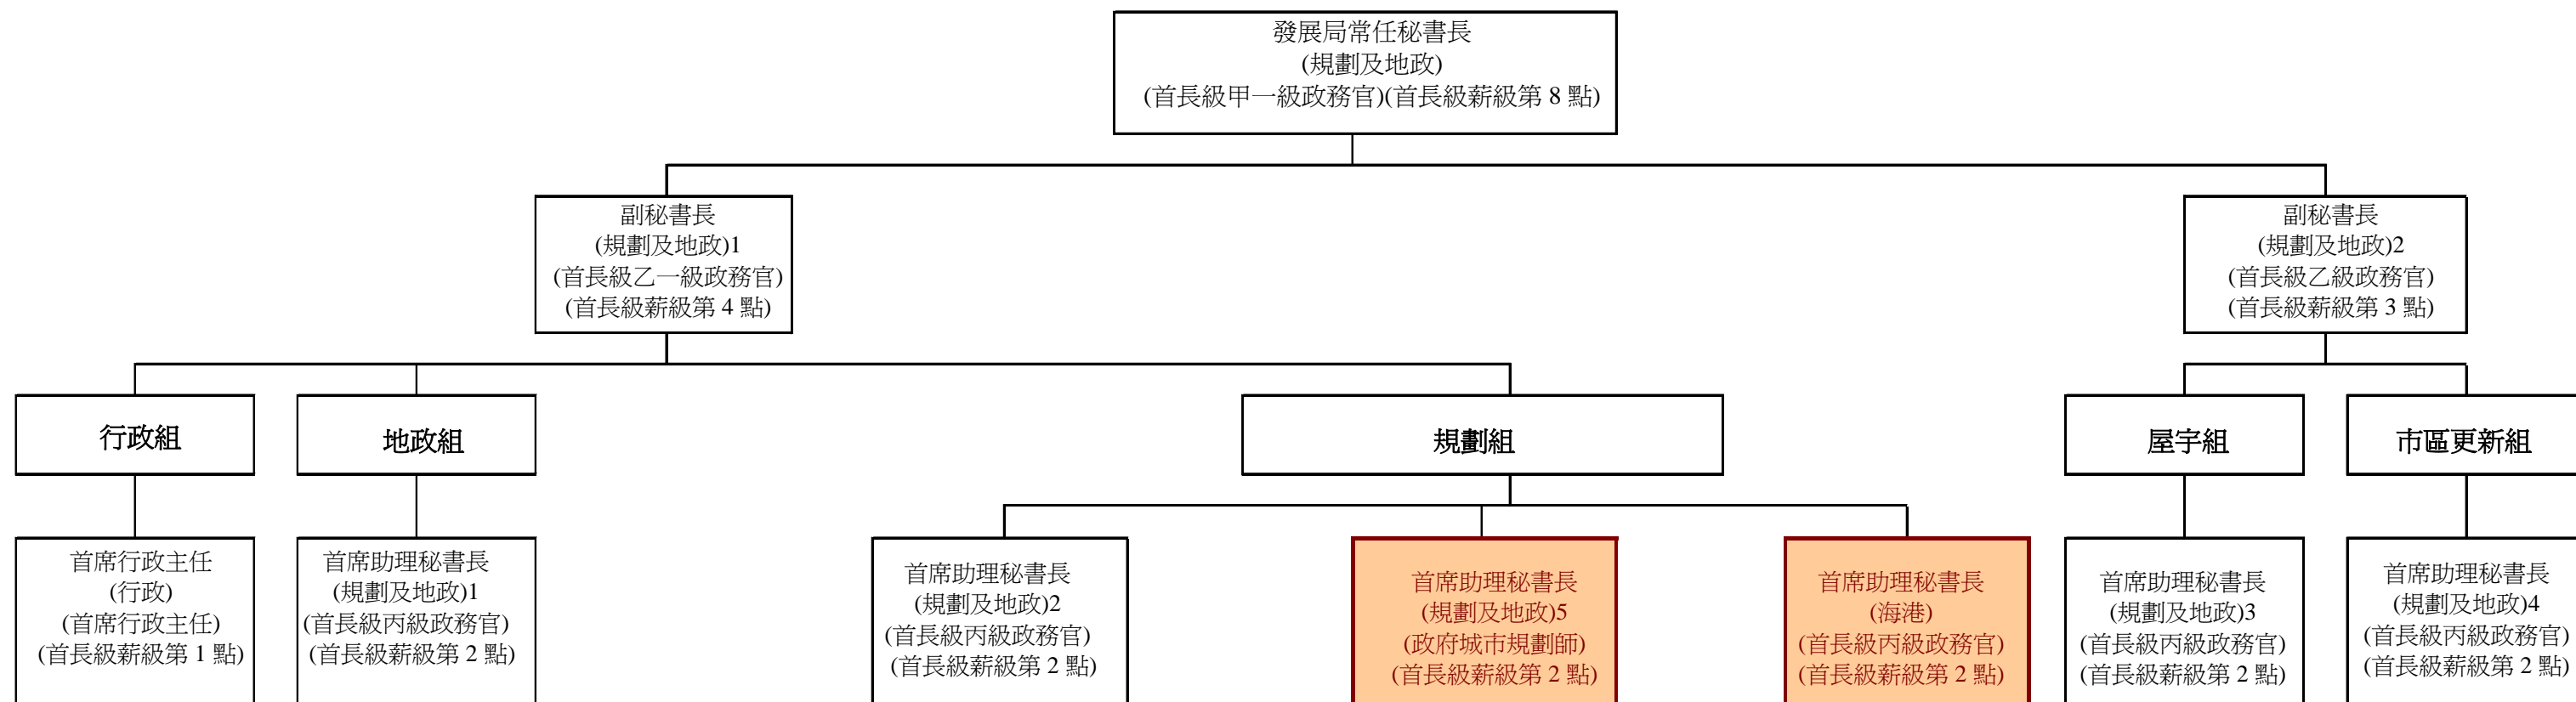 發展局常任秘書長
(規劃及地政)
(首長級甲一級政務官)(首長級薪級第 8 點)
副秘書長
(規劃及地政)1
(首長級乙一級政務官)
(首長級薪級第 4 點)
副秘書長
(規劃及地政)2
(首長級乙級政務官)
(首長級薪級第 3 點)
行政組
地政組
規劃組
屋宇組
市區更新組
首席行政主任
(行政)
(首席行政主任)
(首長級薪級第 1 點)
首席助理秘書長
(規劃及地政)1
(首長級丙級政務官)
(首長級薪級第 2 點)
首席助理秘書長
(規劃及地政)2
(首長級丙級政務官)
(首長級薪級第 2 點)
首席助理秘書長
(規劃及地政)5
(政府城市規劃師)
(首長級薪級第 2 點)
首席助理秘書長
(海港)
(首長級丙級政務官)
(首長級薪級第 2 點)
首席助理秘書長
(規劃及地政)3
(首長級丙級政務官)
(首長級薪級第 2 點)
首席助理秘書長
(規劃及地政)4
(首長級丙級政務官)
(首長級薪級第 2 點)